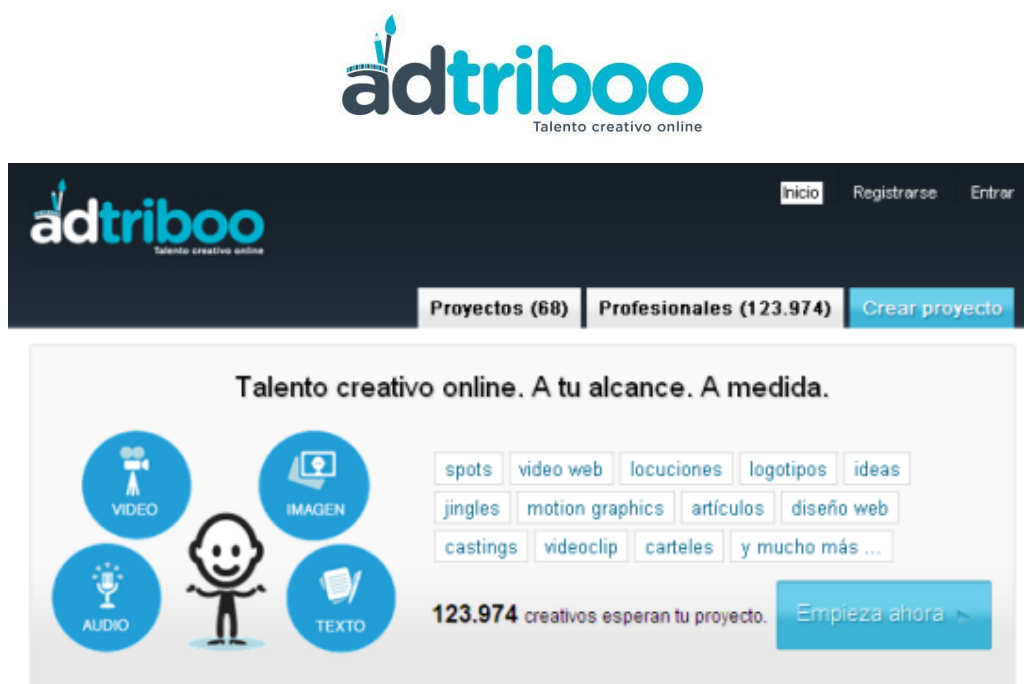 adtriboo
Talento creativo online
adtriboo
Talento creativo online
Inicio Registrarse Entrar
Proyectos (68) Profesionales (123.974) Crear proyecto
Talento creativo online. A tu alcance. A medida.
VIDEO
IMAGEN
AUDIO
TEXTO
spots video web locuciones logotipos ideas
jingles motion graphics artículos diseño web
castings videoclip carteles y mucho más ...
123.974 creativos esperan tu proyecto. Empieza ahora